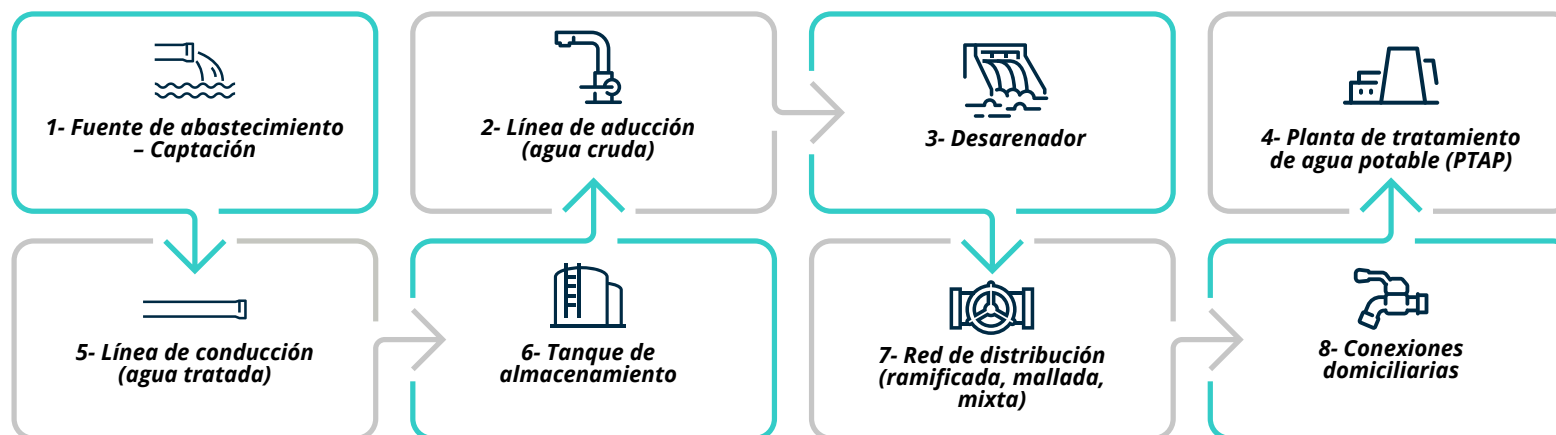 1- Fuente de abastecimiento
– Captación
2- Línea de aducción
(agua cruda)
3- Desarenador
4- Planta de tratamiento
de agua potable (PTAP)
5- Línea de conducción
(agua tratada)
6- Tanque de
almacenamiento
7- Red de distribución
(ramificada, mallada,
mixta)
8- Conexiones
domiciliarias